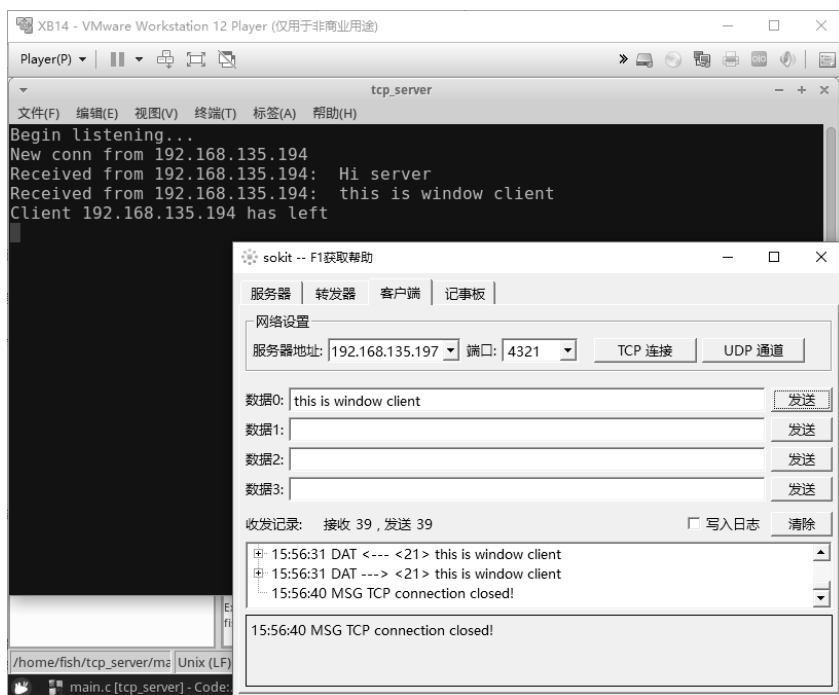 XB14 - VMware Workstation 12 Player (仅用于非商业用途)
Player(P)
tcp_server
文件(F) 编辑(E) 视图(V) 终端(T) 标签(A) 帮助(H)
Begin listening...
New conn from 192.168.135.194
Received from 192.168.135.194:  Hi server
Received from 192.168.135.194:  this is window client
Client 192.168.135.194 has left
sokit -- F1获取帮助
服务器 转发器 客户端 记事板
网络设置
服务器地址: 192.168.135.197 端口: 4321 TCP 连接 UDP 通道
数据0: this is window client 发送
数据1: 发送
数据2: 发送
数据3: 发送
收发记录: 接收 39 , 发送 39 写入日志 清除
15:56:31 DAT <--- <21> this is window client
15:56:31 DAT ---> <21> this is window client
15:56:40 MSG TCP connection closed!
15:56:40 MSG TCP connection closed!
/home/fish/tcp_server/ma Unix (LF)
main.c [tcp_server] - Code: